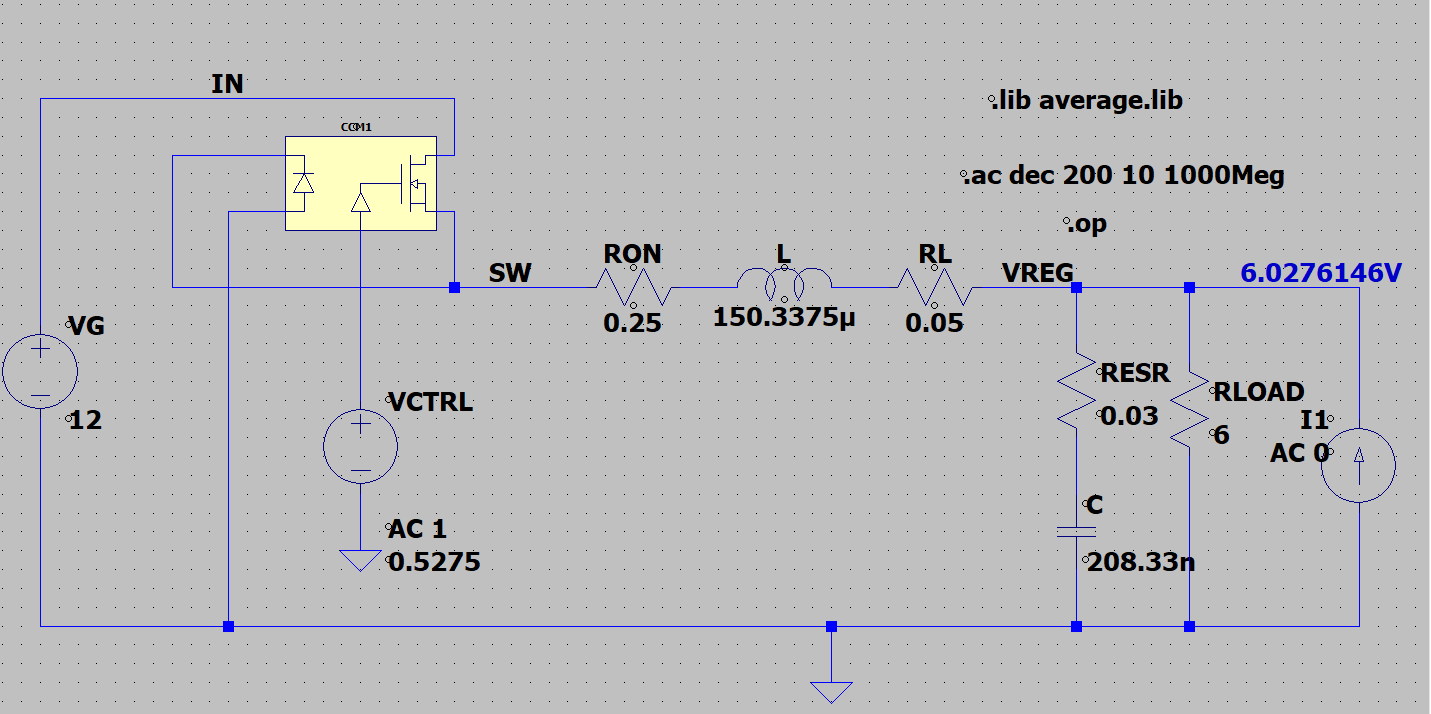 IN
.lib average.lib
CCM1
.ac dec 200 10 1000Meg
.op
RON
L
RL
SW
VREG
6.0276146V
0.25
150.3375µ
0.05
VG
12
VCTRL
RESR
0.03
RLOAD
6
I1
AC 0
C
208.33n
AC 1
0.5275